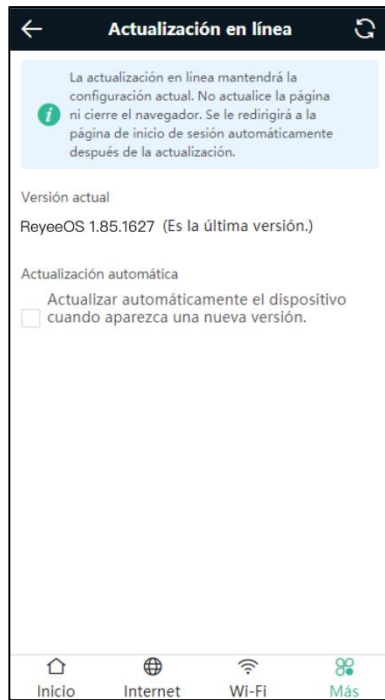 Actualización en línea
La actualización en línea mantendrá la
configuración actual. No actualice la página
ni cierre el navegador. Se le redirigirá a la
página de inicio de sesión automáticamente
después de la actualización.
Versión actual
ReyeeOS 1.85.1627 (Es la última versión.)
Actualización automática
Actualizar automáticamente el dispositivo
cuando aparezca una nueva versión.
Inicio Internet Wi-Fi Más